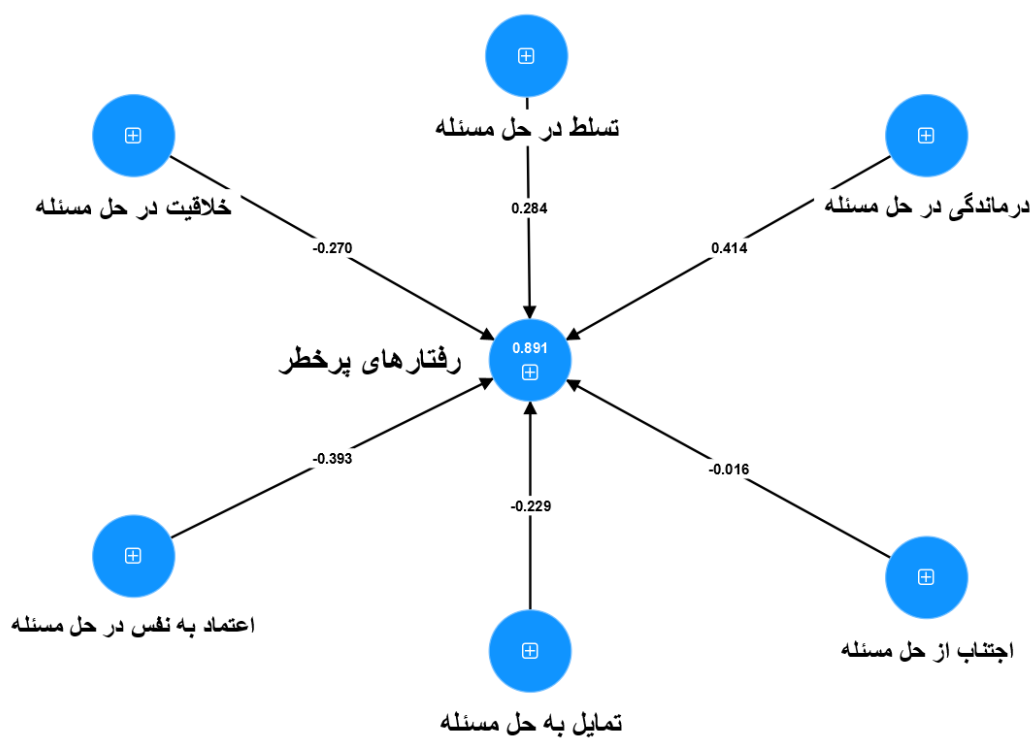 تسلط در حل مسئله
خلاقیت در حل مسئله
درماندگی در حل مسئله
0.284
-0.270
0.414
0.891
رفتارهای پرخطر
-0.393
-0.229
-0.016
اعتماد به نفس در حل مسئله
اجتناب از حل مسئله
تمایل به حل مسئله